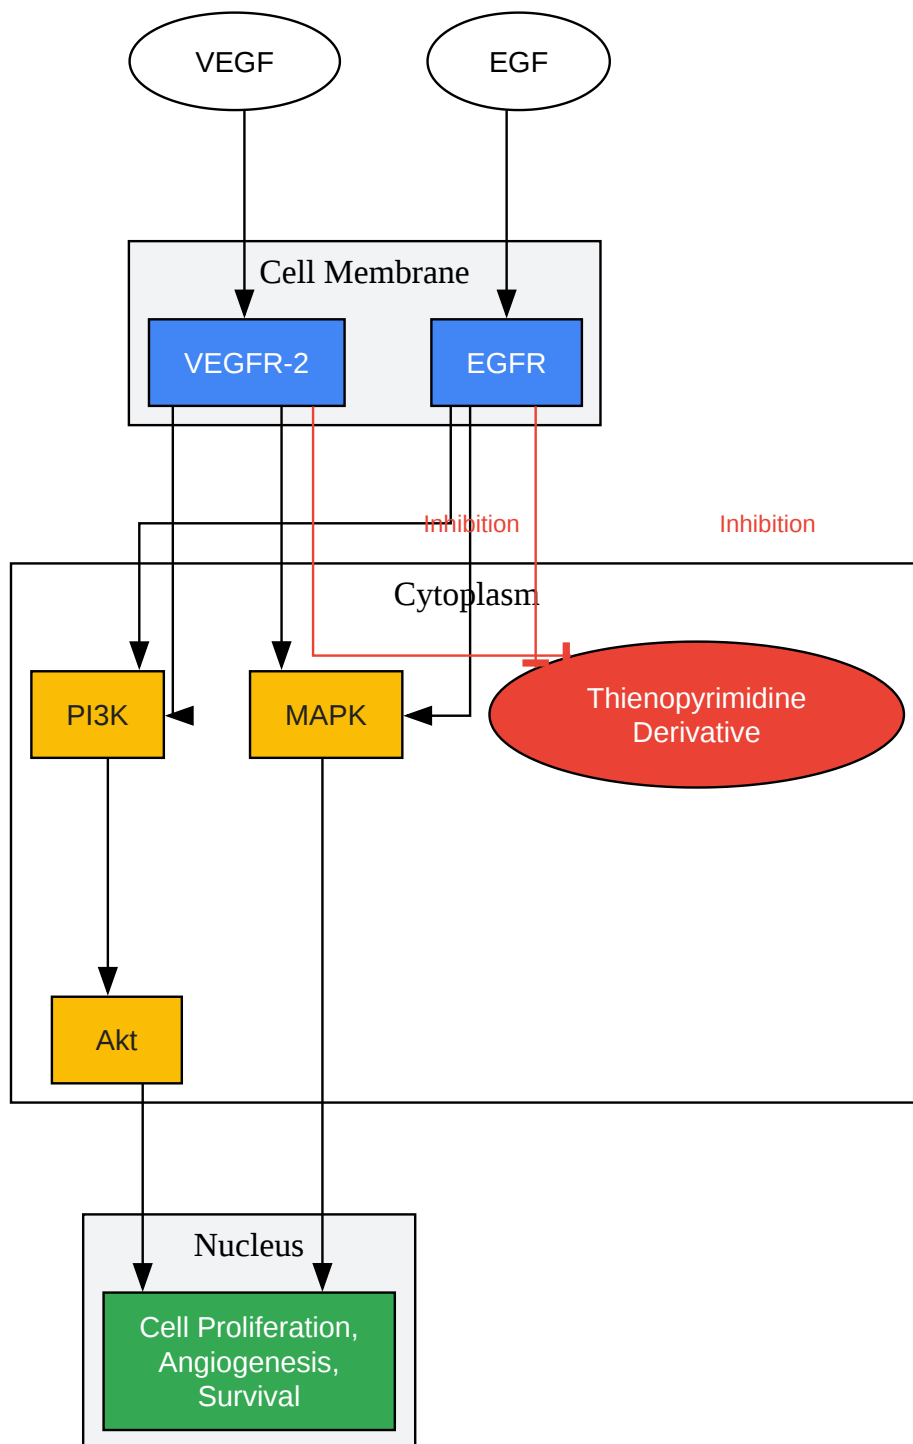 VEGF
EGF
Cell Membrane
VEGFR-2
EGFR
Inhibition
Inhibition
Cytoplasm
PI3K
MAPK
Thienopyrimidine
Derivative
Akt
Nucleus
Cell Proliferation,
Angiogenesis,
Survival